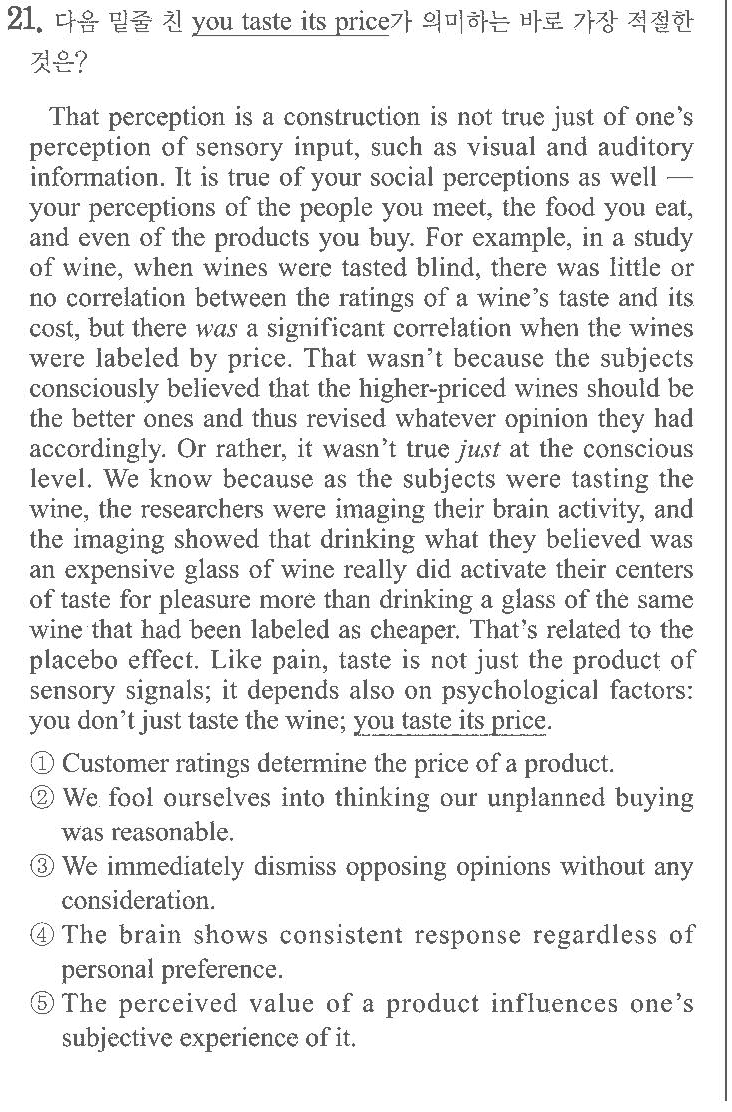 21. 다음 밑줄 친 you taste its price가 의미하는 바로 가장 적절한
것은?
That perception is a construction is not true just of one's
perception of sensory input, such as visual and auditory
information. It is true of your social perceptions as well —
your perceptions of the people you meet, the food you eat,
and even of the products you buy. For example, in a study
of wine, when wines were tasted blind, there was little or
no correlation between the ratings of a wine's taste and its
cost, but there was a significant correlation when the wines
were labeled by price. That wasn't because the subjects
consciously believed that the higher-priced wines should be
the better ones and thus revised whatever opinion they had
accordingly. Or rather, it wasn't true just at the conscious
level. We know because as the subjects were tasting the
wine, the researchers were imaging their brain activity, and
the imaging showed that drinking what they believed was
an expensive glass of wine really did activate their centers
of taste for pleasure more than drinking a glass of the same
wine that had been labeled as cheaper. That's related to the
placebo effect. Like pain, taste is not just the product of
sensory signals; it depends also on psychological factors:
you don't just taste the wine; you taste its price.
① Customer ratings determine the price of a product.
② We fool ourselves into thinking our unplanned buying
was reasonable.
③ We immediately dismiss opposing opinions without any
consideration.
④ The brain shows consistent response regardless of
personal preference.
⑤ The perceived value of a product influences one's
subjective experience of it.